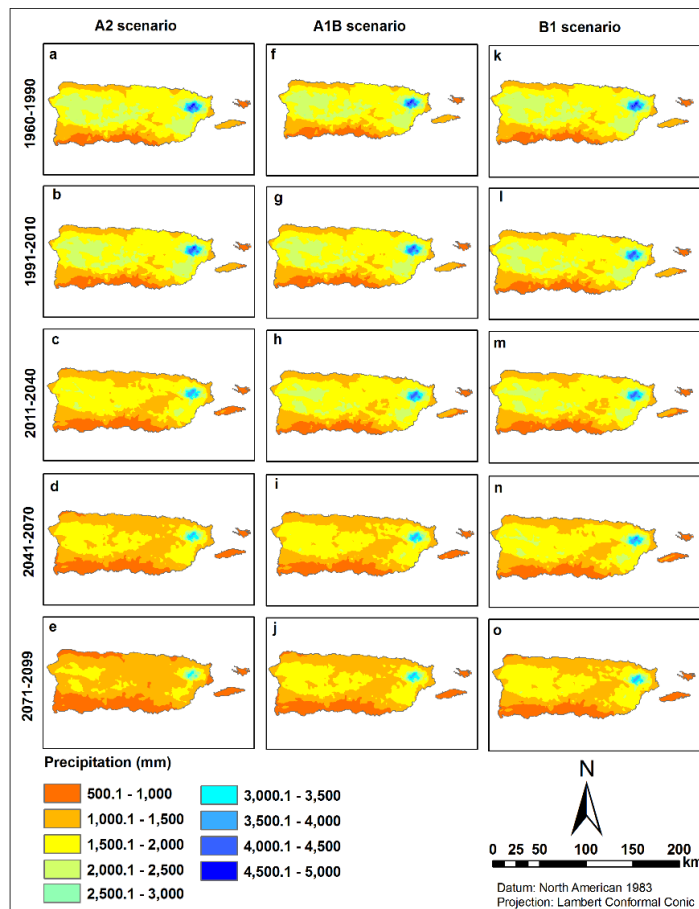 A2 scenario A1B scenario B1 scenario
1960-1990
a f k
1991-2010
b g l
2011-2040
c h m
2041-2070
d i n
2071-2099
e j o
Precipitation (mm)
500.1 - 1,000
1,000.1 - 1,500
1,500.1 - 2,000
2,000.1 - 2,500
2,500.1 - 3,000
3,000.1 - 3,500
3,500.1 - 4,000
4,000.1 - 4,500
4,500.1 - 5,000
N
0 25 50 100 150 200
km
Datum: North American 1983
Projection: Lambert Conformal Conic